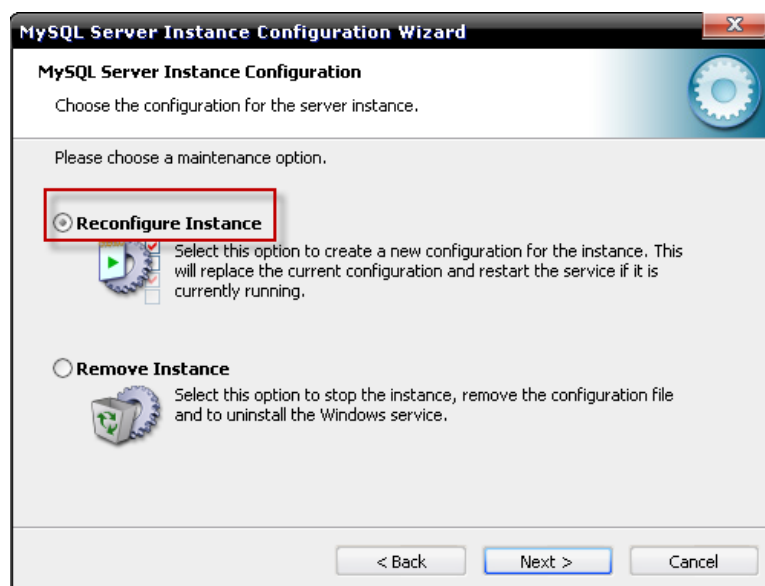 MySQL Server Instance Configuration Wizard
MySQL Server Instance Configuration
Choose the configuration for the server instance.
Please choose a maintenance option.
Reconfigure Instance
Select this option to create a new configuration for the instance. This
will replace the current configuration and restart the service if it is
currently running.
Remove Instance
Select this option to stop the instance, remove the configuration file
and to uninstall the Windows service.
< Back Next > Cancel